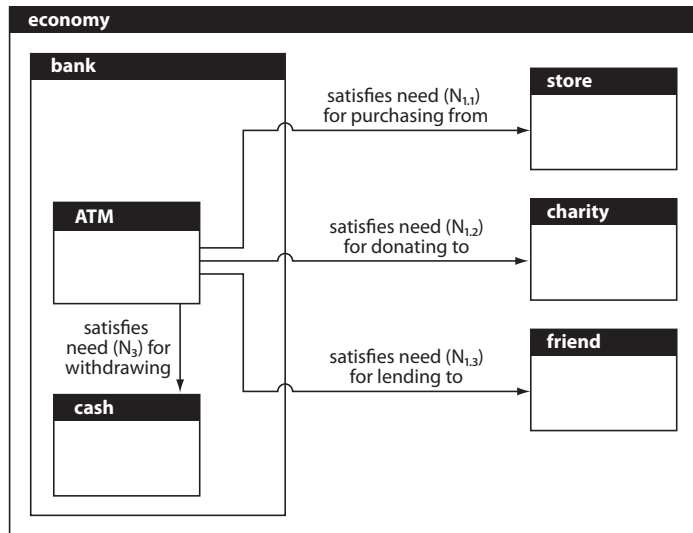 economy
bank
store
satisfies need (N1.1)
for purchasing from
ATM
charity
satisfies need (N1.2)
for donating to
satisfies
need (N3) for
withdrawing
friend
satisfies need (N1.3)
for lending to
cash